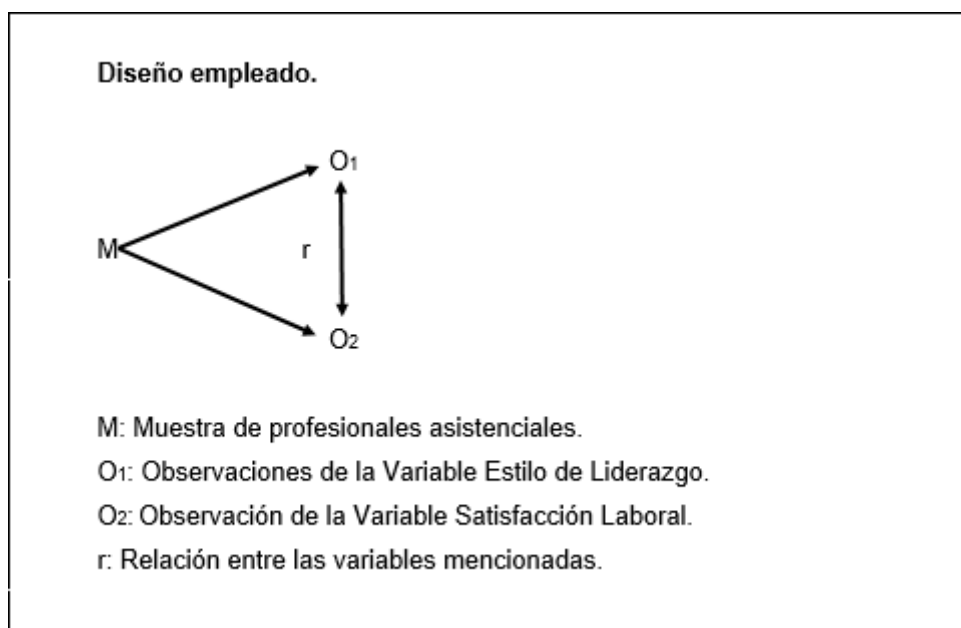 Diseño empleado.
O1
M
r
O2
M: Muestra de profesionales asistenciales.
O1: Observaciones de la Variable Estilo de Liderazgo.
O2: Observación de la Variable Satisfacción Laboral.
r: Relación entre las variables mencionadas.